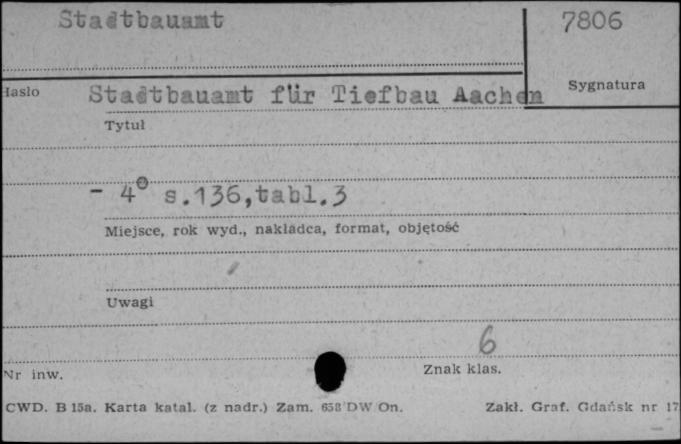 Stadtbauamt 7806
Hasło Stadtbauamt für Tiefbau Aachen Sygnatura
Tytuł
- 4° s.136,tabl.3
Miejsce, rok wyd., nakładca, format, objętość
Uwagi
6
Nr inw. Znak klas.
CWD. B 15a. Karta katal. (z nadr.) Zam. 658 DW On. Zakł. Graf. Gdańsk nr 17